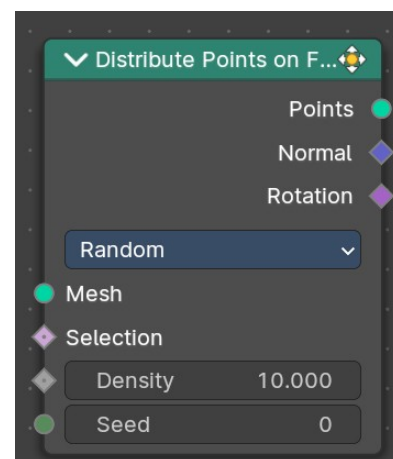 Distribute Points on F...
Points
Normal
Rotation
Random
Mesh
Selection
Density 10.000
Seed 0